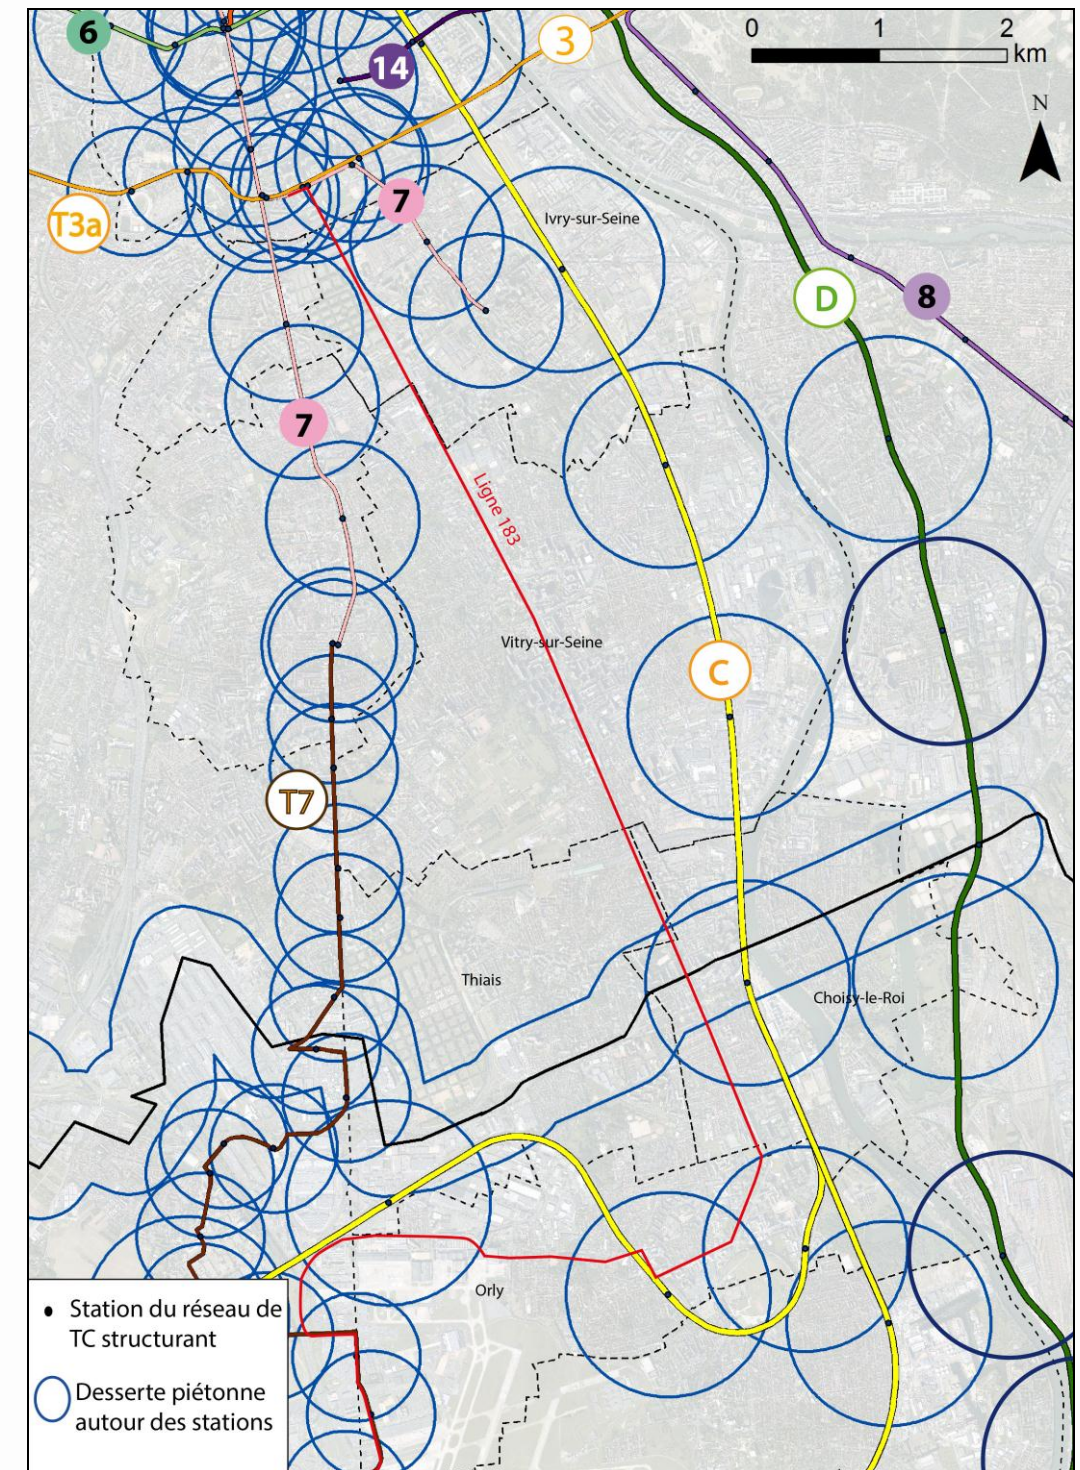 6
14
3
0 1 2
km
N
T3a
7
Ivry-sur-Seine
D
8
7
Ligne 183
Vitry-sur-Seine
C
T7
Thiais
Choisy-le-Roi
Orly
Station du réseau de
TC structurant
Desserte piétonne
autour des stations